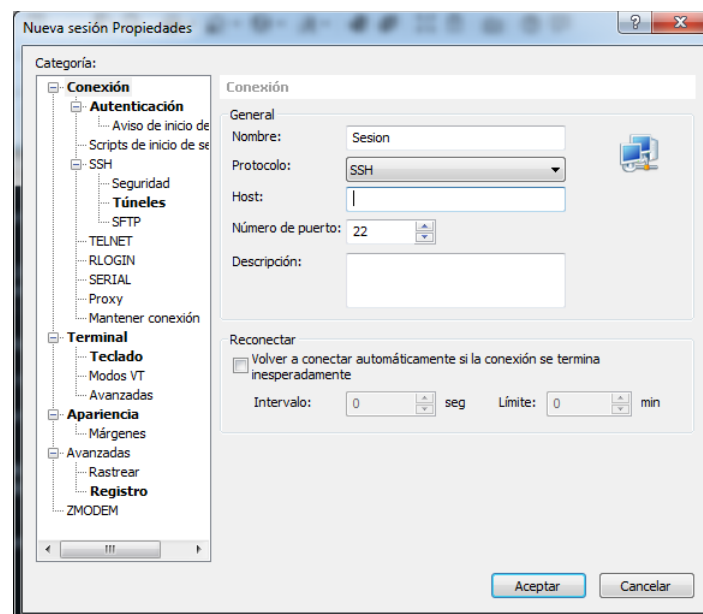 Nueva sesión Propiedades
Categoría:
Conexión
Autenticación
Aviso de inicio de
Scripts de inicio de se
SSH
Seguridad
Túneles
SFTP
TELNET
RLOGIN
SERIAL
Proxy
Mantener conexión
Terminal
Teclado
Modos VT
Avanzadas
Apariencia
Márgenes
Avanzadas
Rastrear
Registro
ZMODEM
Conexión
General
Nombre: Sesion
Protocolo: SSH
Host:
Número de puerto: 22
Descripción:
Reconectar
Volver a conectar automáticamente si la conexión se termina
inesperadamente
Intervalo: 0 seg Límite: 0 min
Aceptar Cancelar